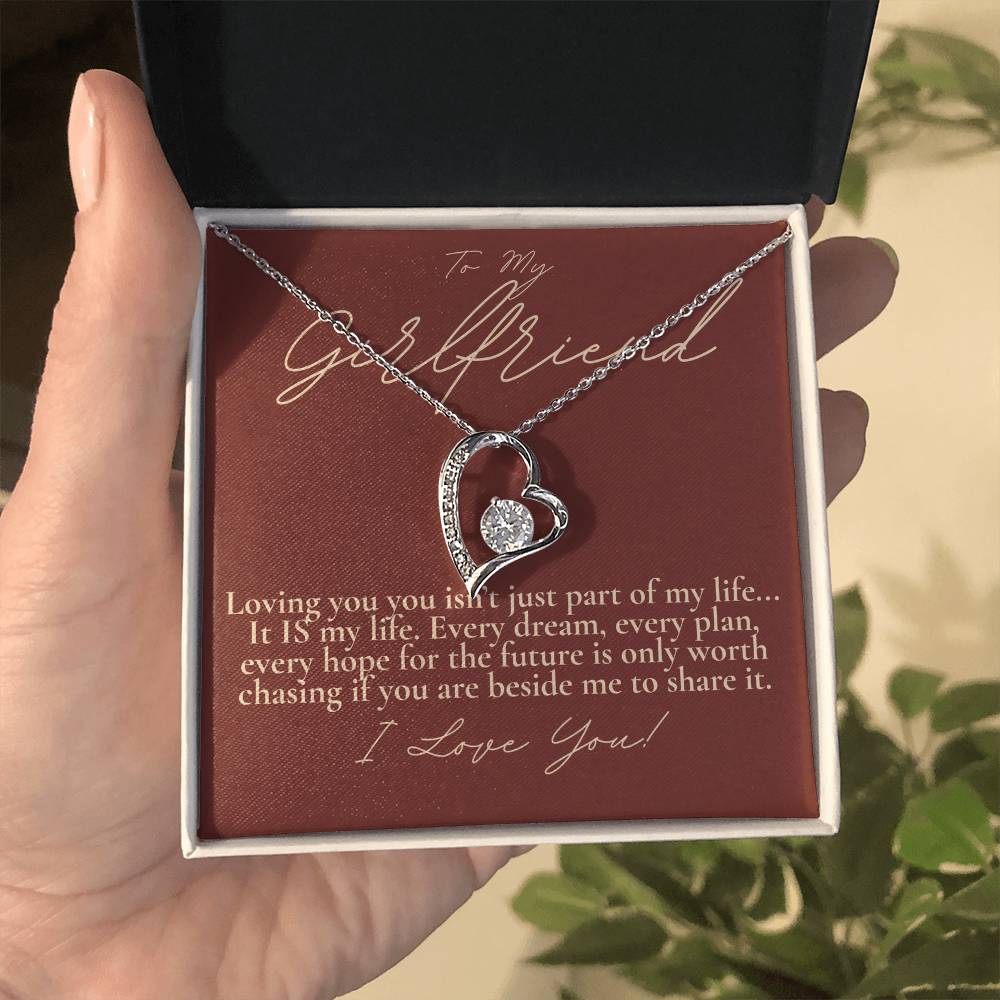 To My
Girlfriend
Loving you you isn't just part of my life...
It IS my life. Every dream, every plan,
every hope for the future is only worth
chasing if you are beside me to share it.
I Love You!